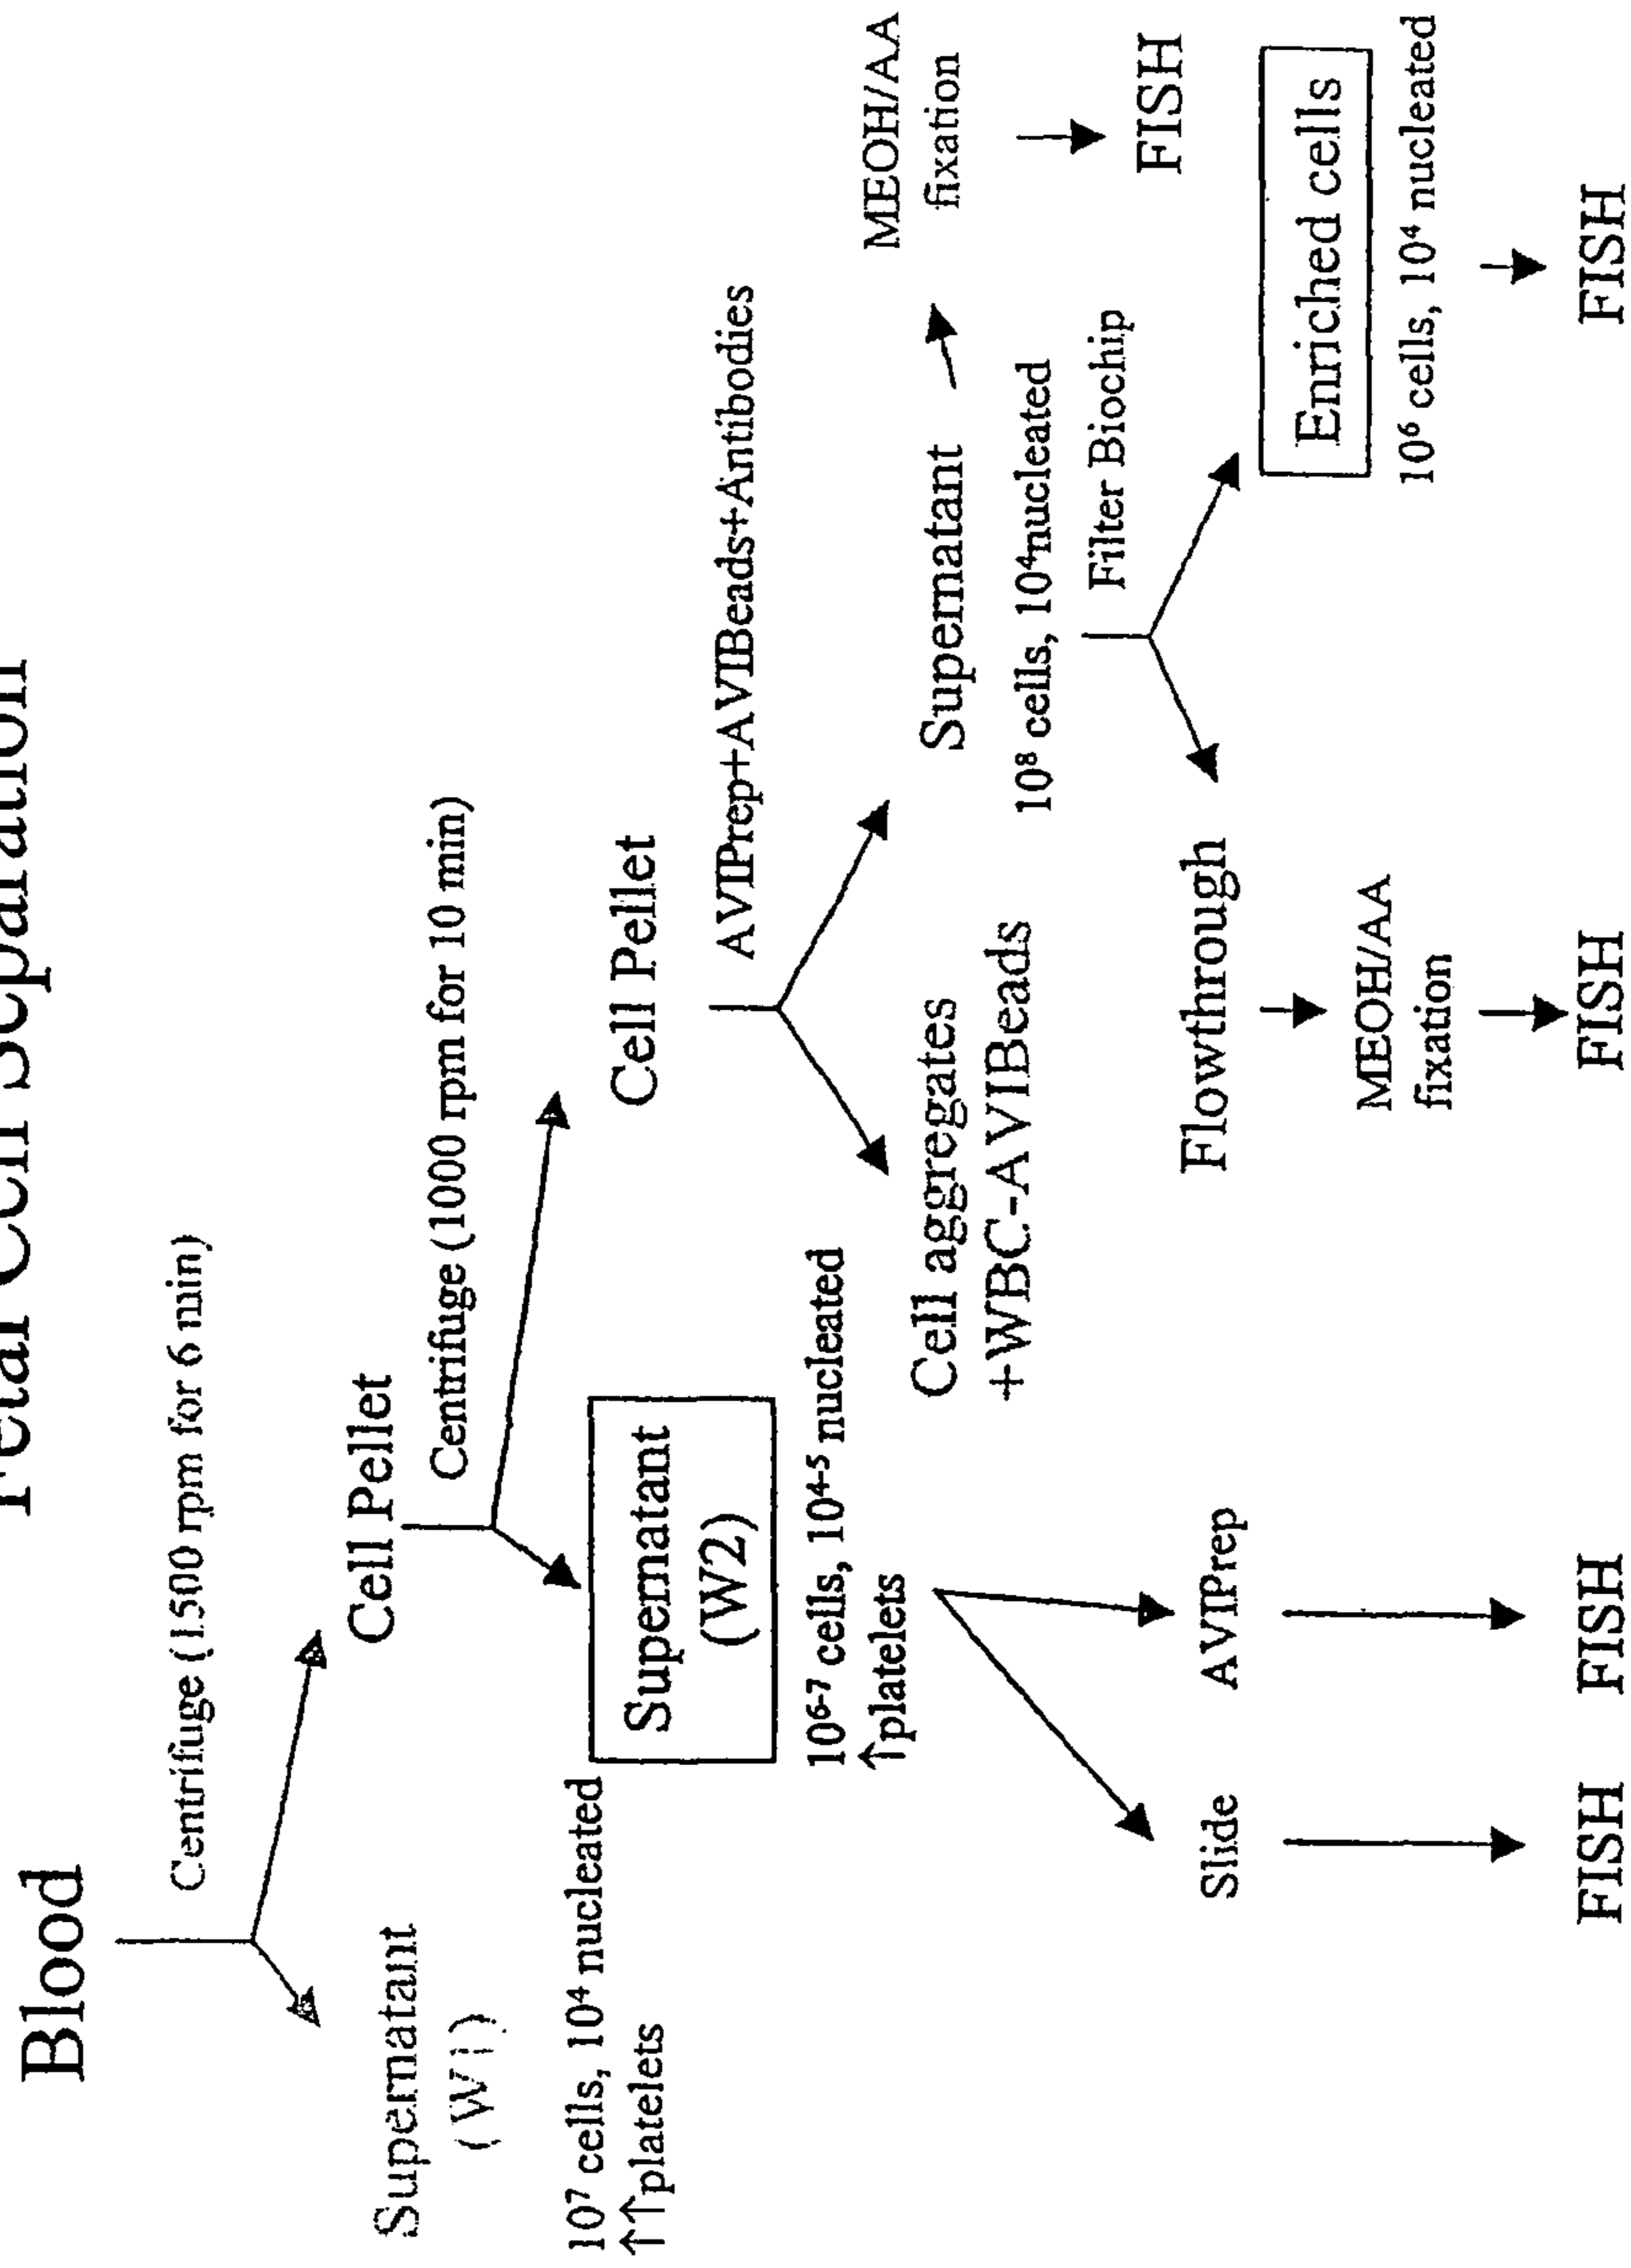 Fetal Cell Separation
Blood
Centrifuge (1500 rpm for 6 min)
Supernatant
(W1)
10⁷ cells, 10⁴ nucleated
↑↑platelets
Cell Pellet
Centrifuge (1000 rpm for 10 min)
Supernatant
(W2)
10⁶⁻⁷ cells, 10⁴⁻⁵ nucleated
↑platelets
Slide
FISH
AVIPrep
FISH
Cell Pellet
AVIPrep+AVIBeads+Antibodies
Cell aggregates
+WBC-AVIBeads
Supernatant
10⁸ cells, 10⁴nucleated
MEOH/AA
fixation
FISH
Filter Biochip
Flowthrough
MEOH/AA
fixation
FISH
Enriched cells
10⁶ cells, 10⁴ nucleated
FISH